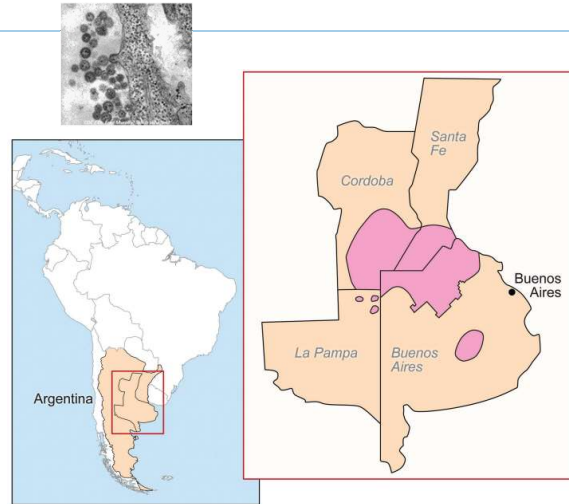 Santa
Fe
Cordoba
Buenos
Aires
La Pampa
Buenos
Aires
Argentina